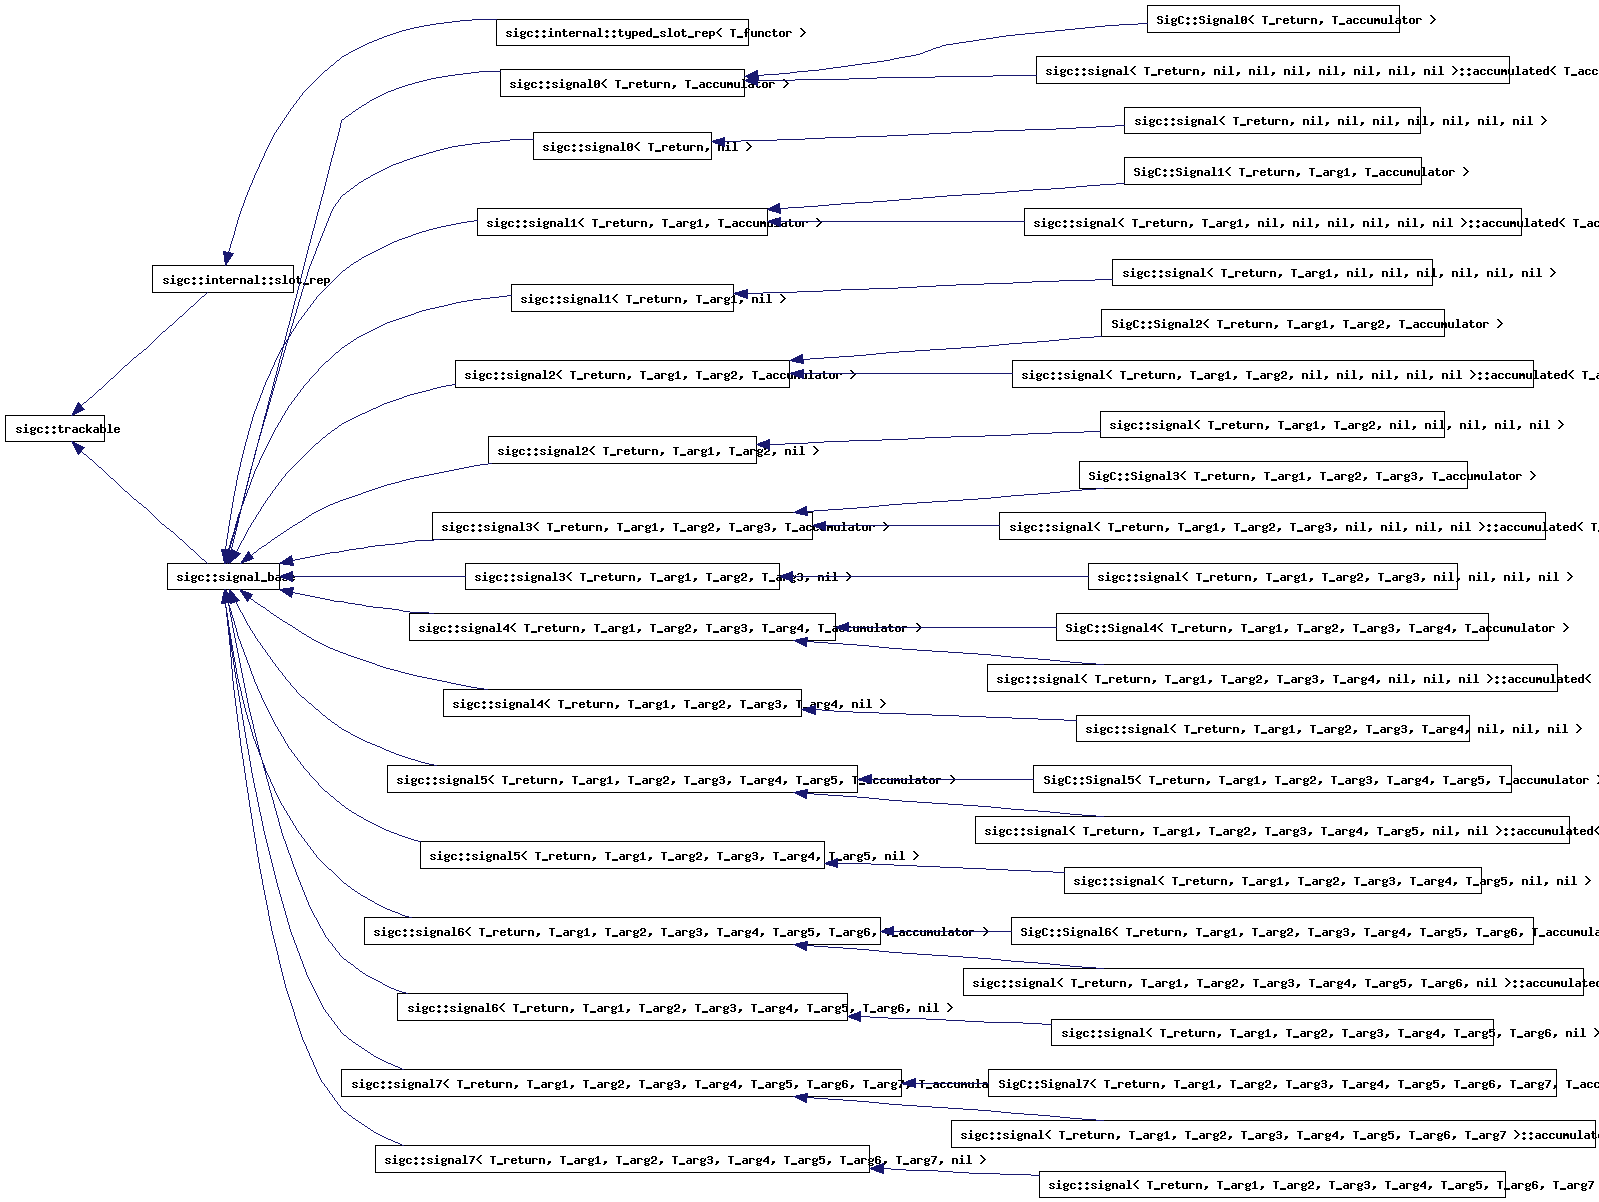 SigC::Signal0< T_return, T_accumulator >
sigc::internal::typed_slot_rep< T_functor >
sigc::signal< T_return, nil, nil, nil, nil, nil, nil, nil >::accumulated< T_acc
sigc::signal0< T_return, T_accumulator >
sigc::signal< T_return, nil, nil, nil, nil, nil, nil, nil >
sigc::signal0< T_return, nil >
SigC::Signal1< T_return, T_arg1, T_accumulator >
sigc::signal1< T_return, T_arg1, T_accumulator >
sigc::signal< T_return, T_arg1, nil, nil, nil, nil, nil, nil >::accumulated< T_ac
sigc::internal::slot_rep
sigc::signal< T_return, T_arg1, nil, nil, nil, nil, nil, nil >
sigc::signal1< T_return, T_arg1, nil >
SigC::Signal2< T_return, T_arg1, T_arg2, T_accumulator >
sigc::signal2< T_return, T_arg1, T_arg2, T_accumulator >
sigc::signal< T_return, T_arg1, T_arg2, nil, nil, nil, nil, nil >::accumulated< T_a
sigc::trackable
sigc::signal< T_return, T_arg1, T_arg2, nil, nil, nil, nil, nil >
sigc::signal2< T_return, T_arg1, T_arg2, nil >
SigC::Signal3< T_return, T_arg1, T_arg2, T_arg3, T_accumulator >
sigc::signal3< T_return, T_arg1, T_arg2, T_arg3, T_accumulator >
sigc::signal< T_return, T_arg1, T_arg2, T_arg3, nil, nil, nil, nil >::accumulated< T_
sigc::signal_base
sigc::signal3< T_return, T_arg1, T_arg2, T_arg3, nil >
sigc::signal< T_return, T_arg1, T_arg2, T_arg3, nil, nil, nil, nil >
sigc::signal4< T_return, T_arg1, T_arg2, T_arg3, T_arg4, T_accumulator >
SigC::Signal4< T_return, T_arg1, T_arg2, T_arg3, T_arg4, T_accumulator >
sigc::signal< T_return, T_arg1, T_arg2, T_arg3, T_arg4, nil, nil, nil >::accumulated<
sigc::signal4< T_return, T_arg1, T_arg2, T_arg3, T_arg4, nil >
sigc::signal< T_return, T_arg1, T_arg2, T_arg3, T_arg4, nil, nil, nil >
sigc::signal5< T_return, T_arg1, T_arg2, T_arg3, T_arg4, T_arg5, T_accumulator >
SigC::Signal5< T_return, T_arg1, T_arg2, T_arg3, T_arg4, T_arg5, T_accumulator >
sigc::signal< T_return, T_arg1, T_arg2, T_arg3, T_arg4, T_arg5, nil, nil >::accumulated<
sigc::signal5< T_return, T_arg1, T_arg2, T_arg3, T_arg4, T_arg5, nil >
sigc::signal< T_return, T_arg1, T_arg2, T_arg3, T_arg4, T_arg5, nil, nil >
sigc::signal6< T_return, T_arg1, T_arg2, T_arg3, T_arg4, T_arg5, T_arg6, T_accumulator >
SigC::Signal6< T_return, T_arg1, T_arg2, T_arg3, T_arg4, T_arg5, T_arg6, T_accumula
sigc::signal< T_return, T_arg1, T_arg2, T_arg3, T_arg4, T_arg5, T_arg6, nil >::accumulated
sigc::signal6< T_return, T_arg1, T_arg2, T_arg3, T_arg4, T_arg5, T_arg6, nil >
sigc::signal< T_return, T_arg1, T_arg2, T_arg3, T_arg4, T_arg5, T_arg6, nil >
sigc::signal7< T_return, T_arg1, T_arg2, T_arg3, T_arg4, T_arg5, T_arg6, T_arg7, T_accumula
SigC::Signal7< T_return, T_arg1, T_arg2, T_arg3, T_arg4, T_arg5, T_arg6, T_arg7, T_acc
sigc::signal< T_return, T_arg1, T_arg2, T_arg3, T_arg4, T_arg5, T_arg6, T_arg7 >::accumulat
sigc::signal7< T_return, T_arg1, T_arg2, T_arg3, T_arg4, T_arg5, T_arg6, T_arg7, nil >
sigc::signal< T_return, T_arg1, T_arg2, T_arg3, T_arg4, T_arg5, T_arg6, T_arg7